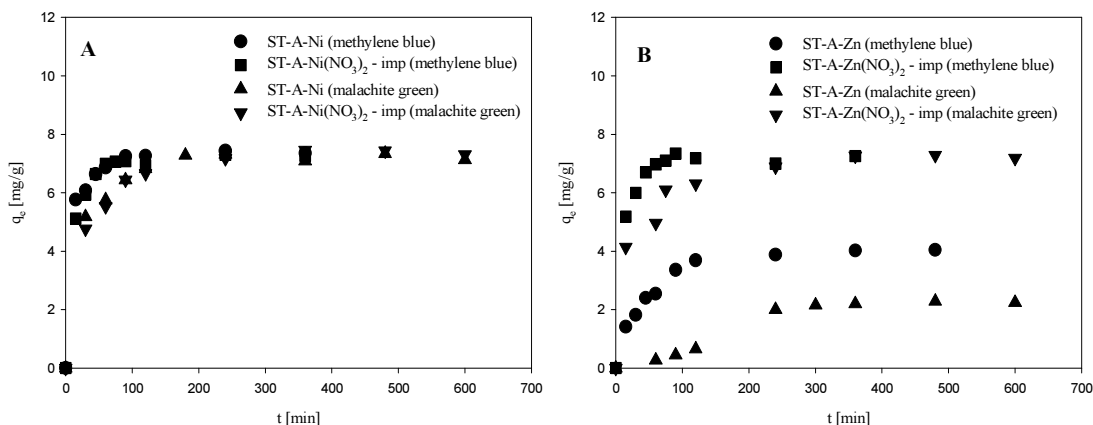 A
ST-A-Ni (methylene blue)
ST-A-Ni(NO3)2 - imp (methylene blue)
ST-A-Ni (malachite green)
ST-A-Ni(NO3)2 - imp (malachite green)
12
10
8
6
4
2
0
qe [mg/g]
0 100 200 300 400 500 600 700
t [min]
B
ST-A-Zn (methylene blue)
ST-A-Zn(NO3)2 - imp (methylene blue)
ST-A-Zn (malachite green)
ST-A-Zn(NO3)2 - imp (malachite green)
12
10
8
6
4
2
0
qe [mg/g]
0 100 200 300 400 500 600 700
t [min]